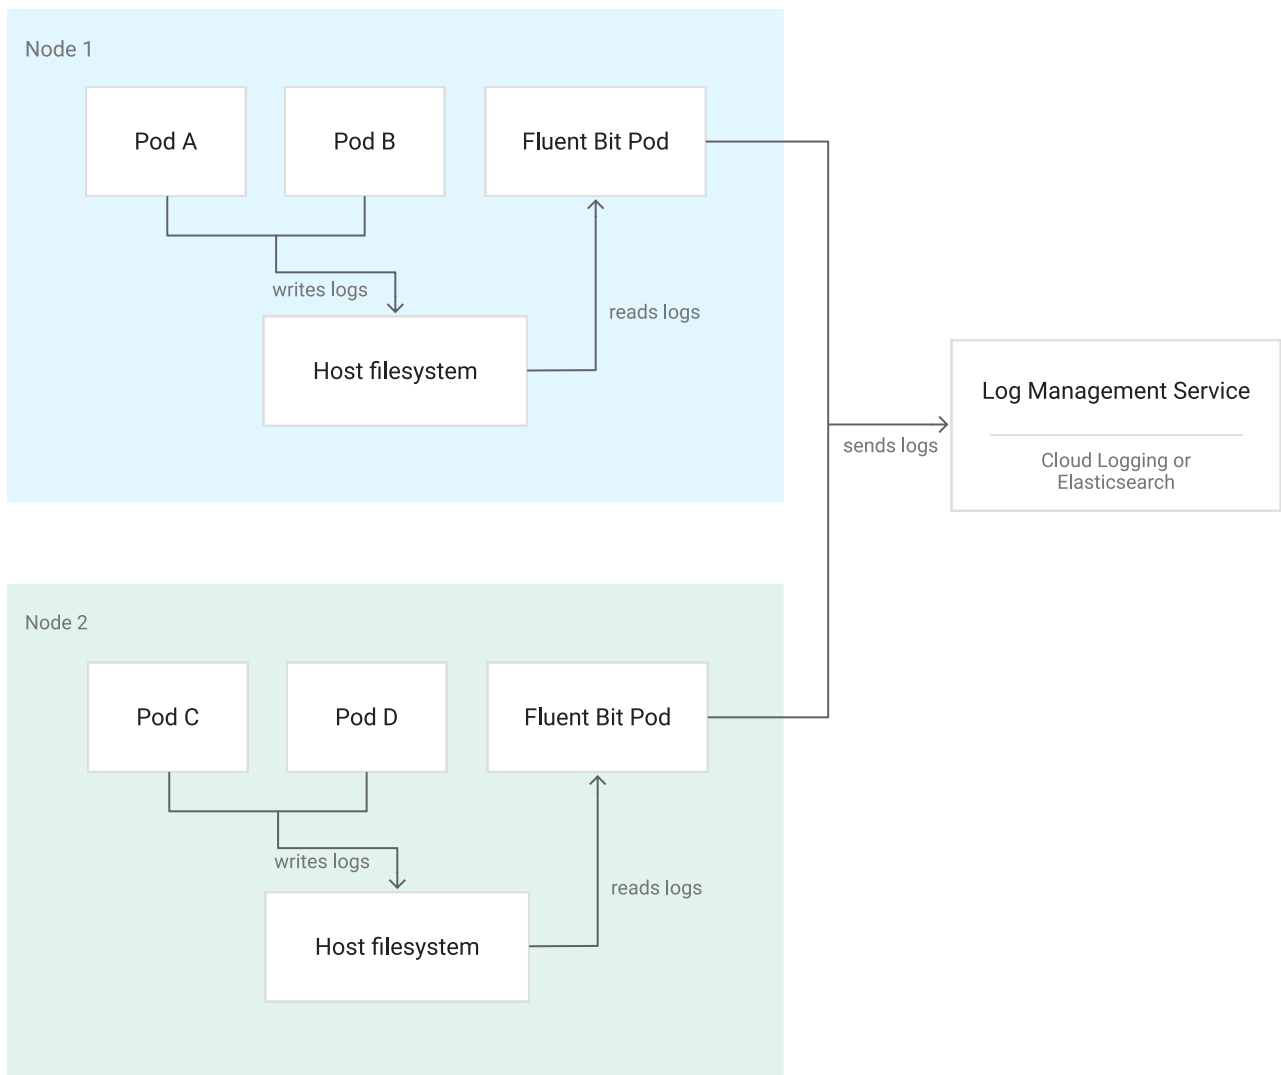 Node 1
Pod A
Pod B
Fluent Bit Pod
writes logs
reads logs
Host filesystem
Log Management Service
sends logs
Cloud Logging or
Elasticsearch
Node 2
Pod C
Pod D
Fluent Bit Pod
writes logs
reads logs
Host filesystem